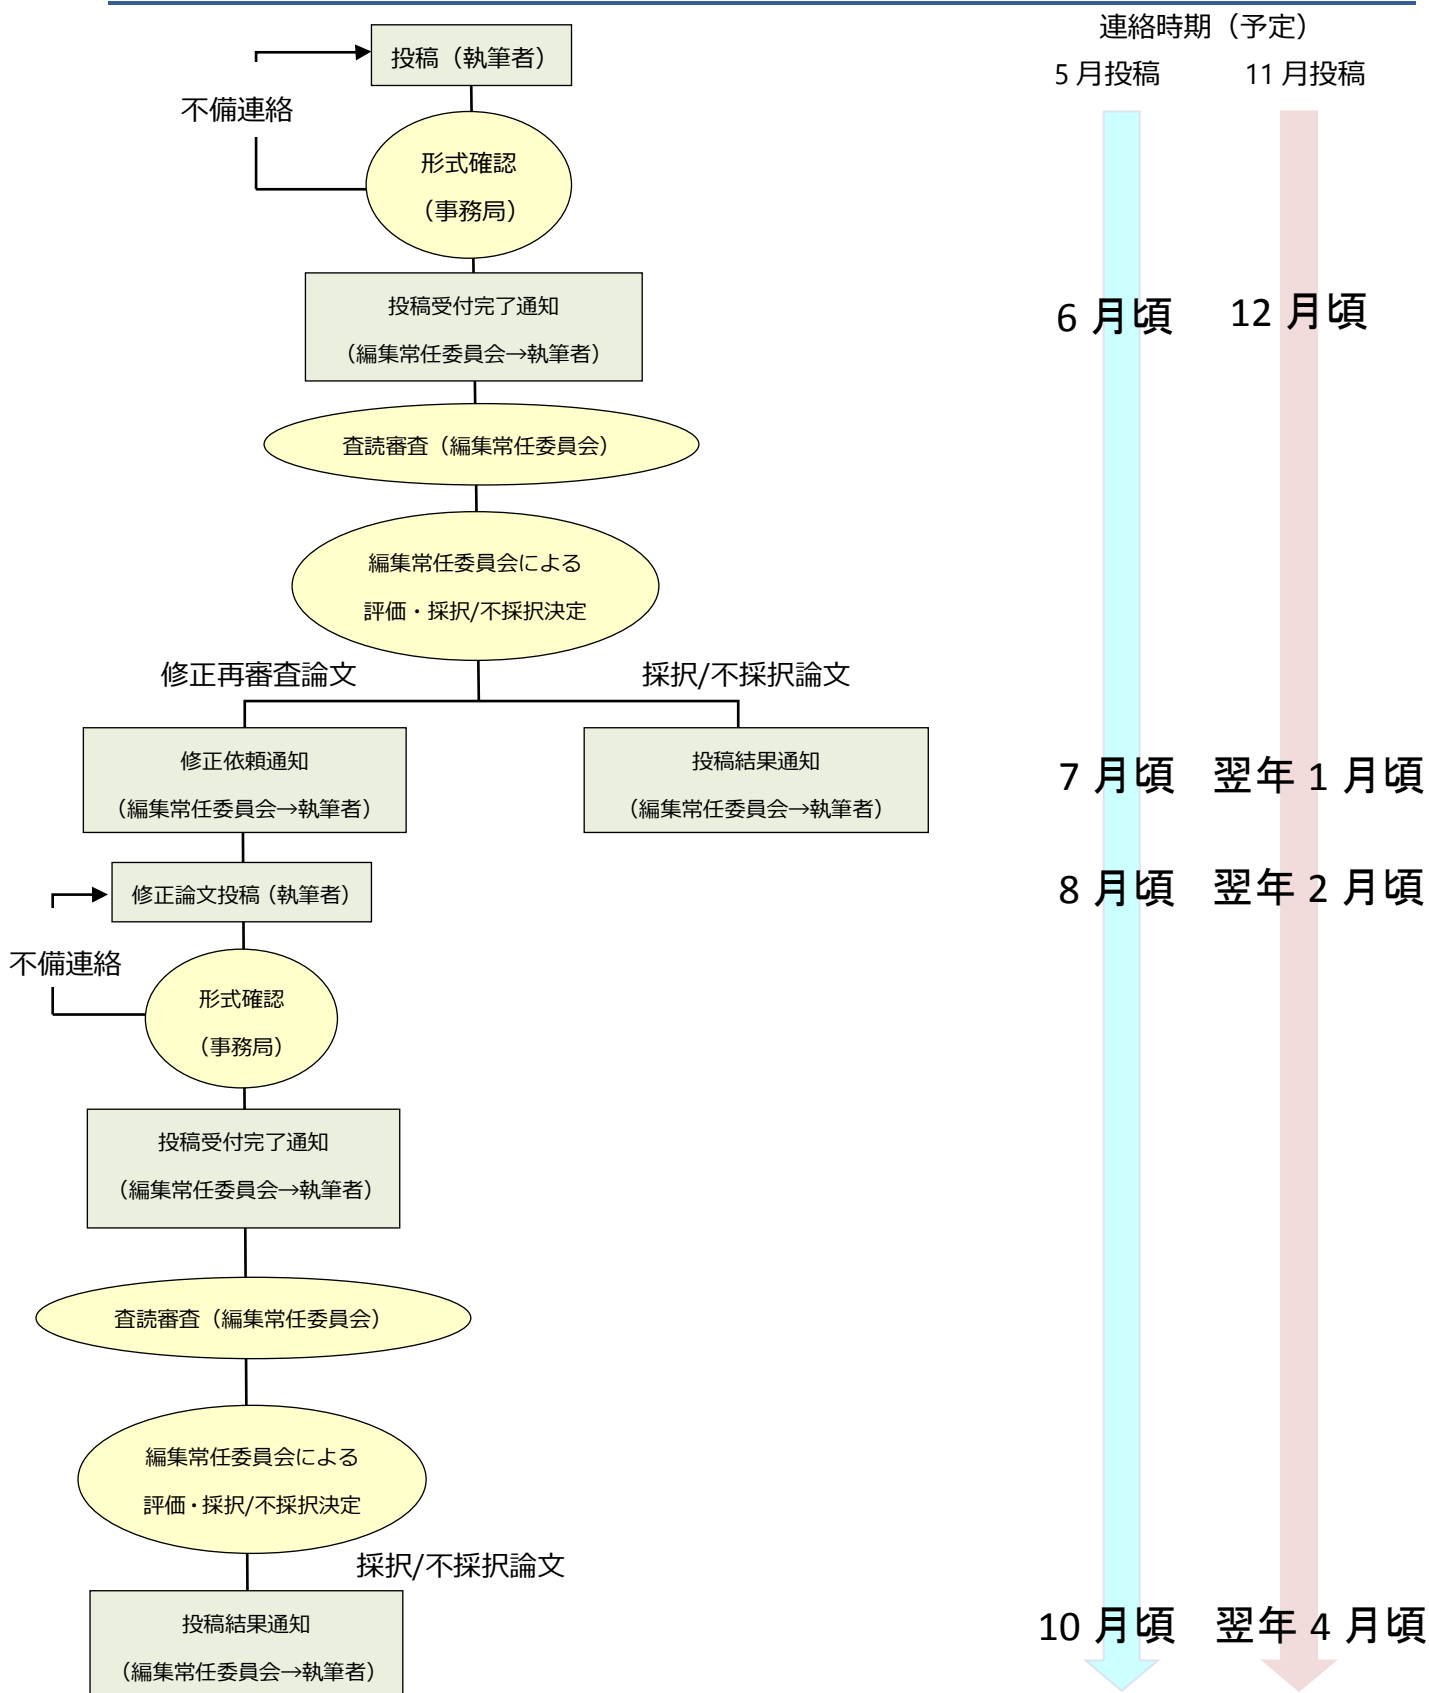 連絡時期（予定）
5 月投稿
11 月投稿
投稿（執筆者）
不備連絡
形式確認
（事務局）
投稿受付完了通知
（編集常任委員会→執筆者）
6 月頃
12 月頃
査読審査（編集常任委員会）
編集常任委員会による
評価・採択/不採択決定
修正再審査論文
採択/不採択論文
修正依頼通知
（編集常任委員会→執筆者）
投稿結果通知
（編集常任委員会→執筆者）
7 月頃
翌年 1 月頃
修正論文投稿（執筆者）
8 月頃
翌年 2 月頃
不備連絡
形式確認
（事務局）
投稿受付完了通知
（編集常任委員会→執筆者）
査読審査（編集常任委員会）
編集常任委員会による
評価・採択/不採択決定
採択/不採択論文
投稿結果通知
（編集常任委員会→執筆者）
10 月頃
翌年 4 月頃